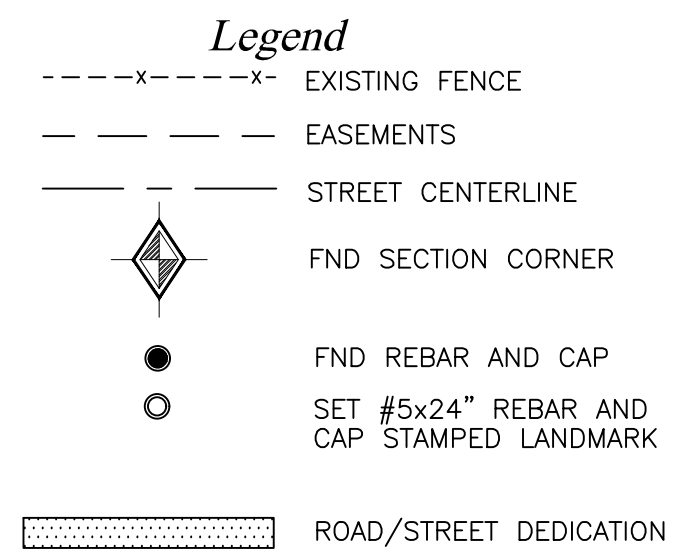 Legend
x x EXISTING FENCE
EASEMENTS
STREET CENTERLINE
FND SECTION CORNER
FND REBAR AND CAP
SET #5x24” REBAR AND
CAP STAMPED LANDMARK
ROAD/STREET DEDICATION